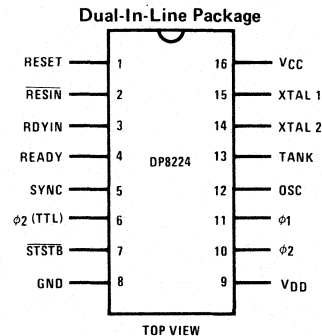 Dual-In-Line Package
RESET 1 16 VCC
RESIN 2 15 XTAL 1
RDYIN 3 14 XTAL 2
READY 4 13 TANK
DP8224
SYNC 5 12 OSC
ϕ2 (TTL) 6 11 ϕ1
STSTB 7 10 ϕ2
GND 8 9 VDD
TOP VIEW